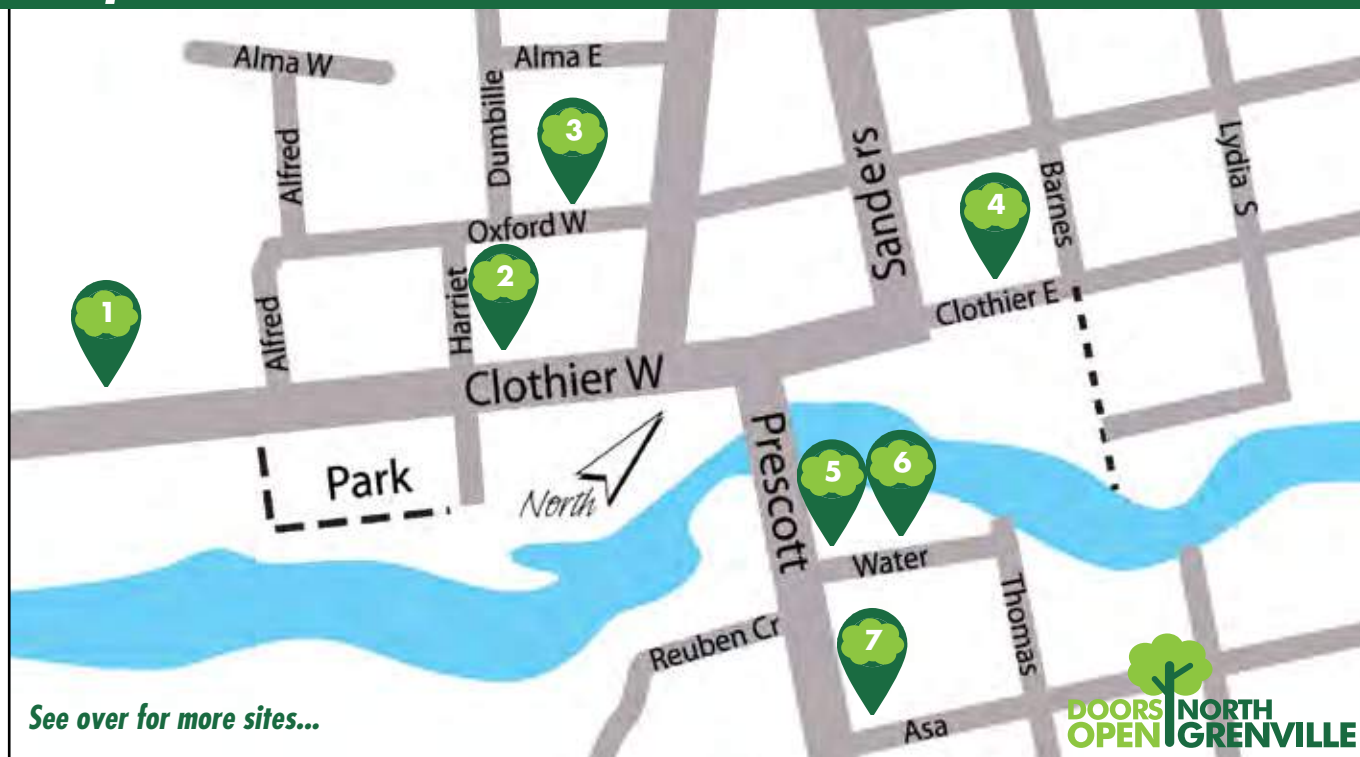 Alma W
Alma E
Alfred
Dumbille
3
Sanders
Barnes
Lydia S
4
Oxford W
2
1
Alfred
Harriet
Clothier E
Clothier W
Park
North
Prescott
5
6
Water
Thomas
Reuben Cr
7
Asa
See over for more sites...
DOORS OPEN
NORTH GRENVILLE